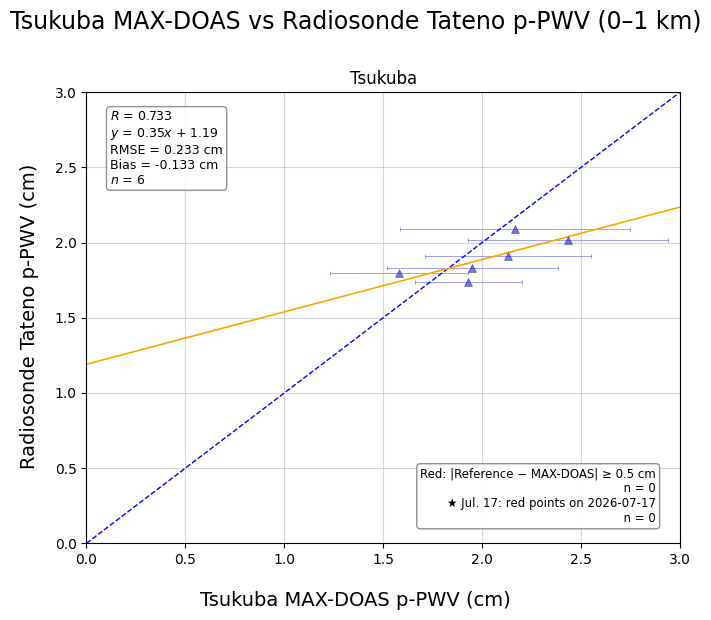 Tsukuba MAX-DOAS vs Radiosonde Tateno p-PWV (0–1 km)
Tsukuba
R = 0.733
y = 0.35x + 1.19
RMSE = 0.233 cm
Bias = -0.133 cm
n = 6
3.0
2.5
2.0
1.5
1.0
0.5
0.0
Radiosonde Tateno p-PWV (cm)
Red: |Reference − MAX-DOAS| ≥ 0.5 cm
n = 0
★ Jul. 17: red points on 2026-07-17
n = 0
0.0 0.5 1.0 1.5 2.0 2.5 3.0
Tsukuba MAX-DOAS p-PWV (cm)